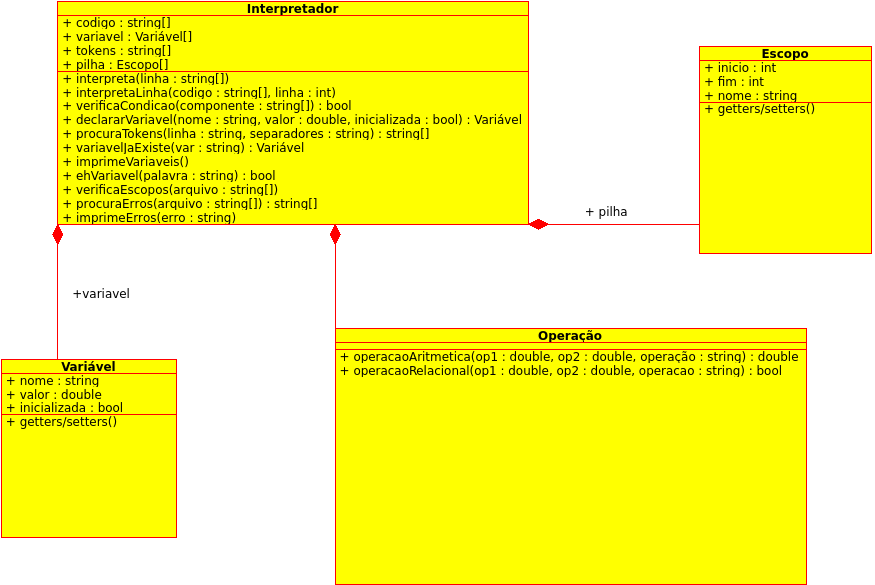 Interpretador
+ codigo : string[]
+ variavel : Variável[]
+ tokens : string[]
+ pilha : Escopo[]
+ interpreta(linha : string[])
+ interpretaLinha(codigo : string[], linha : int)
+ verificaCondicao(componente : string[]) : bool
+ declararVariavel(nome : string, valor : double, inicializada : bool) : Variável
+ procuraTokens(linha : string, separadores : string) : string[]
+ variavelJaExiste(var : string) : Variável
+ imprimeVariaveis()
+ ehVariavel(palavra : string) : bool
+ verificaEscopos(arquivo : string[])
+ procuraErros(arquivo : string[]) : string[]
+ imprimeErros(erro : string)
Escopo
+ inicio : int
+ fim : int
+ nome : string
+ getters/setters()
+ pilha
+variavel
Variável
+ nome : string
+ valor : double
+ inicializada : bool
+ getters/setters()
Operação
+ operacaoAritmetica(op1 : double, op2 : double, operação : string) : double
+ operacaoRelacional(op1 : double, op2 : double, operacao : string) : bool